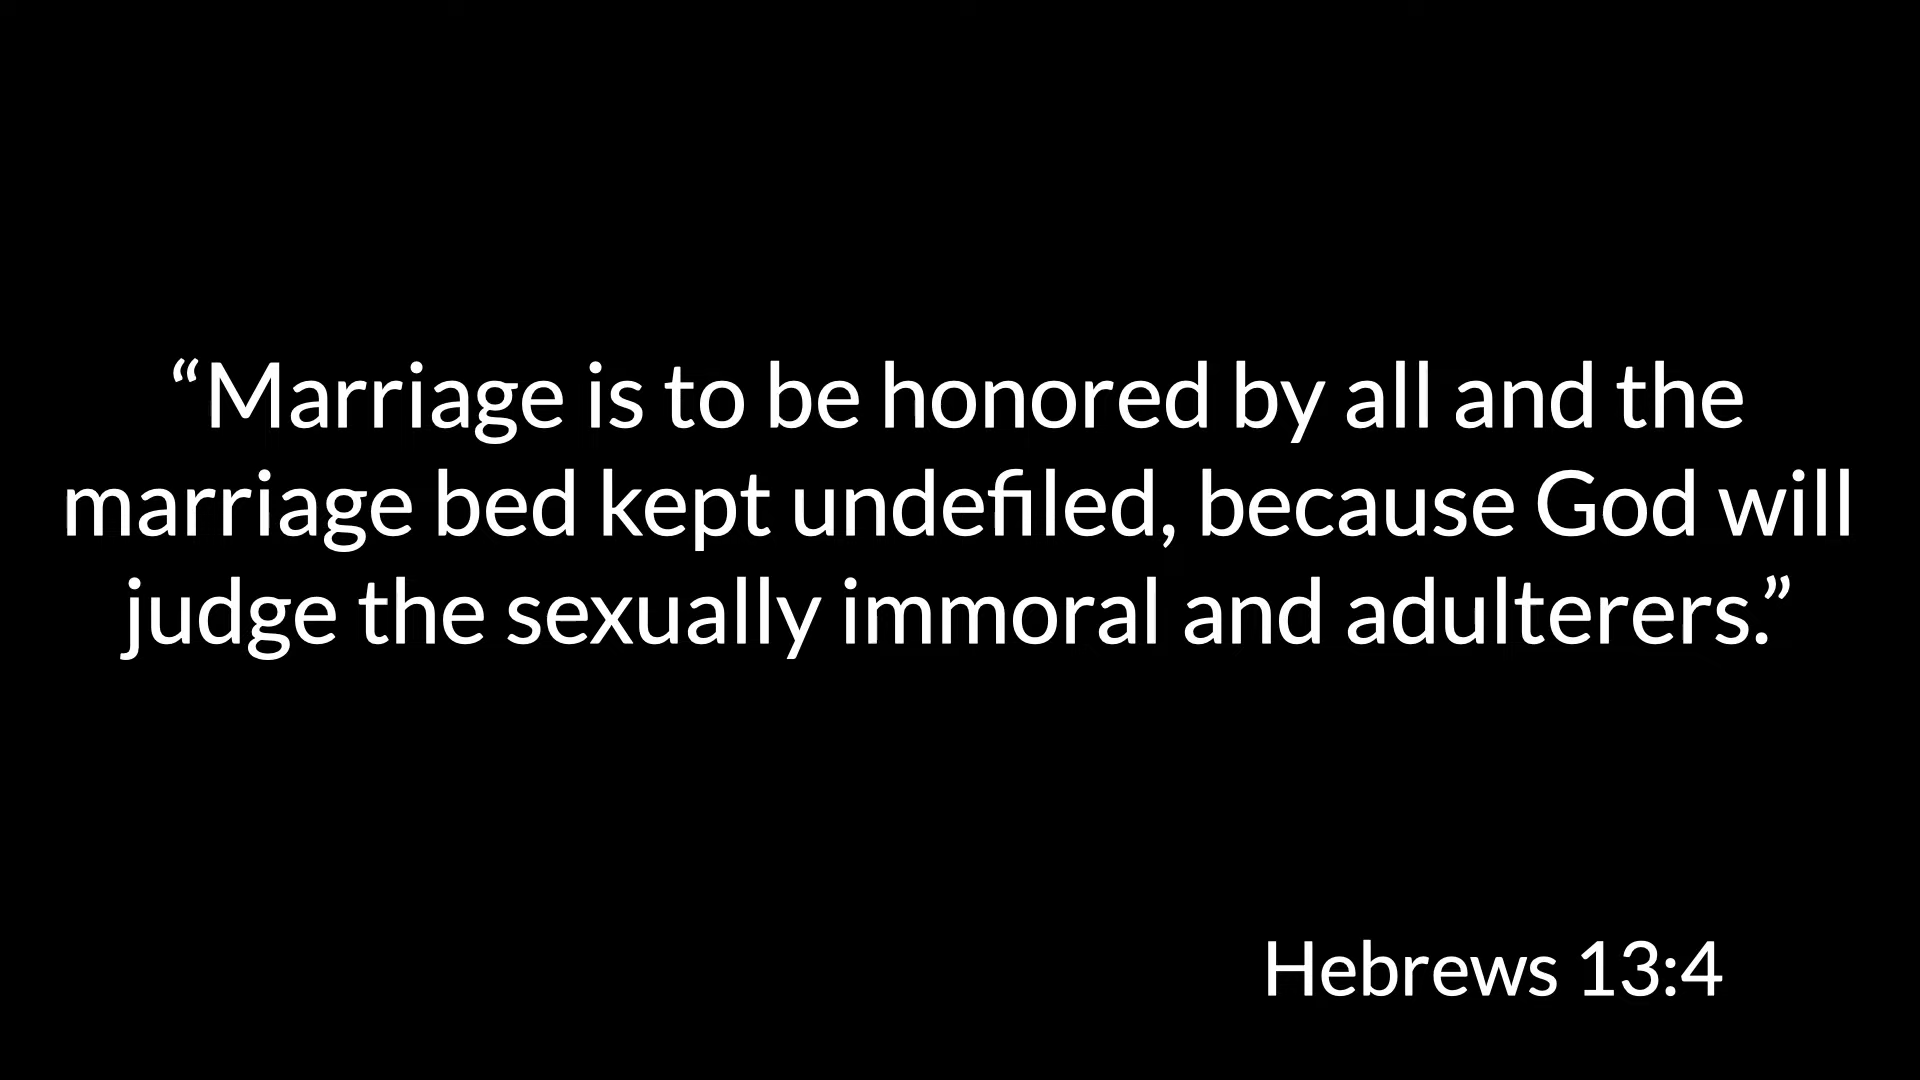 “Marriage is to be honored by all and the
marriage bed kept undefiled, because God will
judge the sexually immoral and adulterers.”
Hebrews 13:4